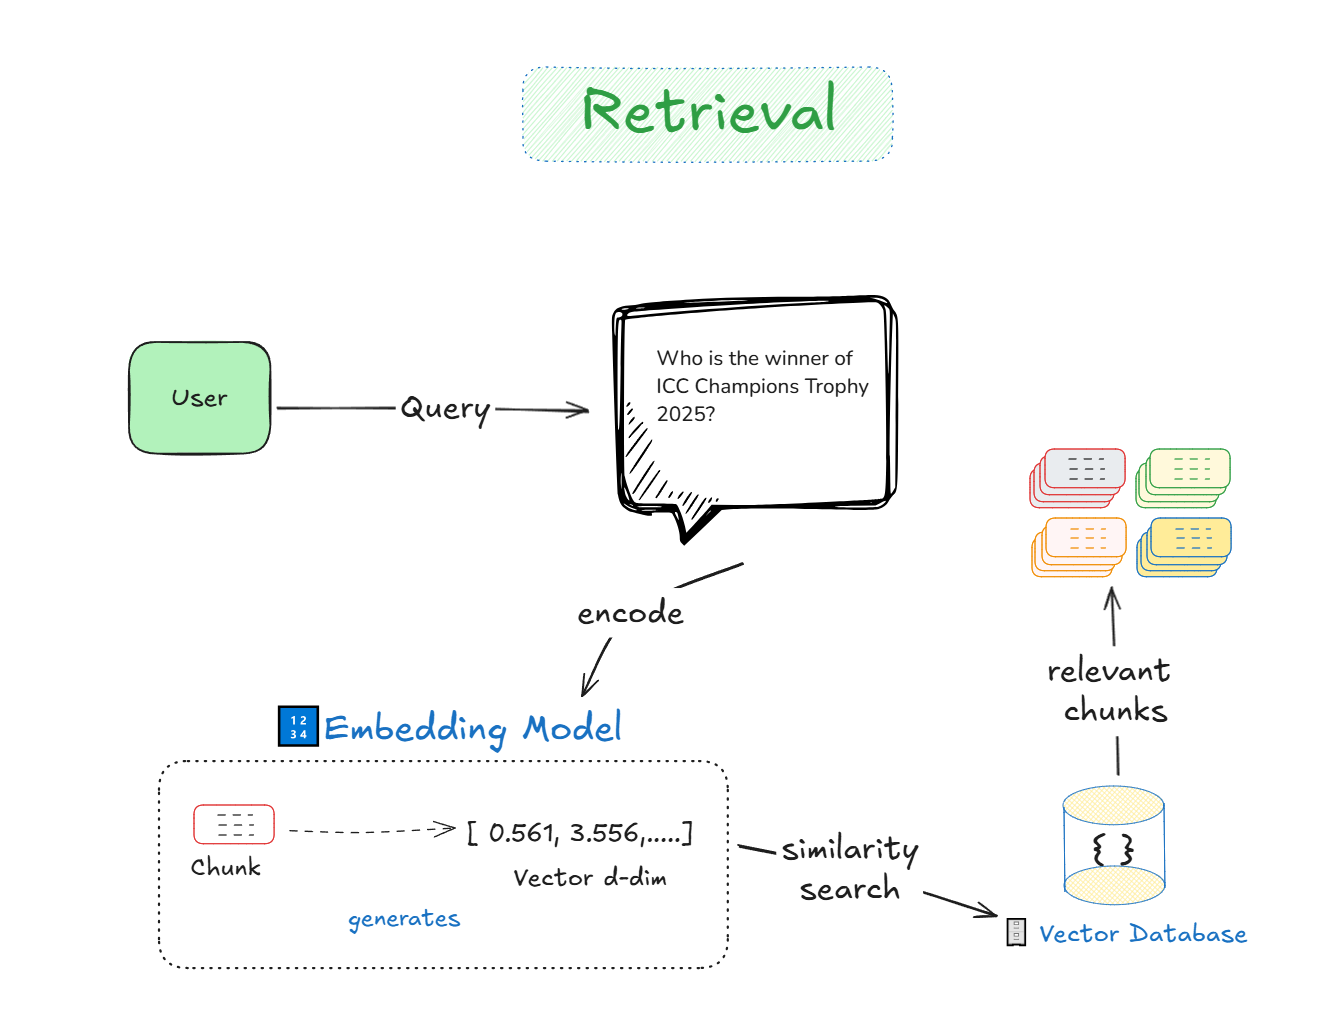 Retrieval
User
Query
Who is the winner of
ICC Champions Trophy
2025?
encode
1 2
3 4
Embedding Model
Chunk
[ 0.561, 3.556,.....]
Vector d-dim
generates
similarity
search
relevant
chunks
{ }
Vector Database